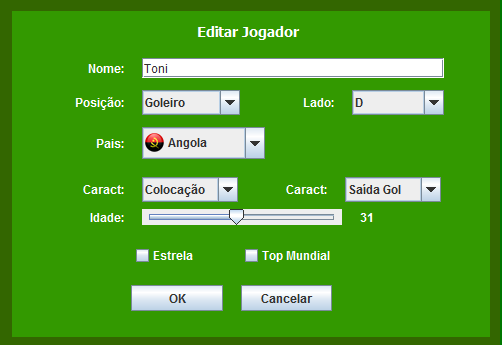 Editar Jogador
Nome: Toni
Posição: Goleiro Lado: D
Pais: Angola
Caract: Colocação Caract: Saída Gol
Idade: 31
Estrela Top Mundial
OK Cancelar